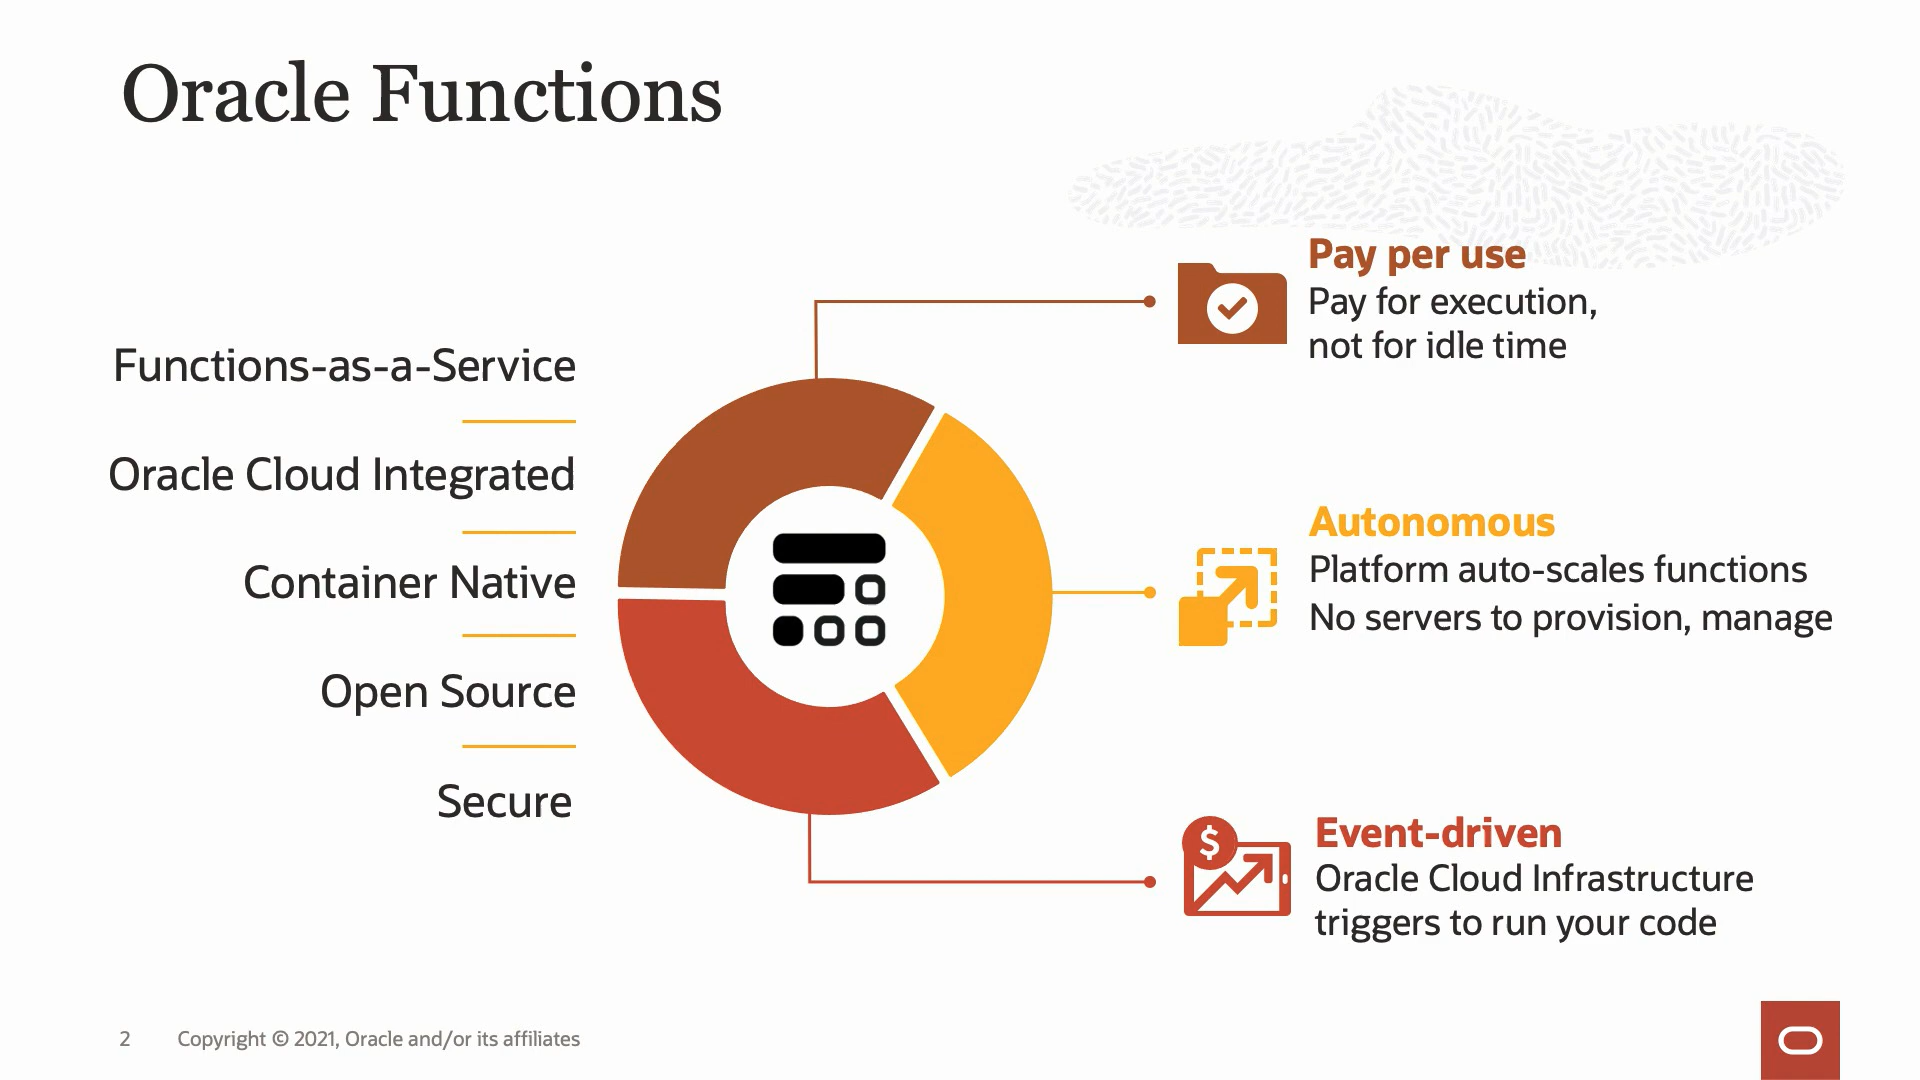 Oracle Functions
Functions-as-a-Service
Oracle Cloud Integrated
Container Native
Open Source
Secure
Pay per use
Pay for execution,
not for idle time
Autonomous
Platform auto-scales functions
No servers to provision, manage
$
Event-driven
Oracle Cloud Infrastructure
triggers to run your code
2 Copyright © 2021, Oracle and/or its affiliates